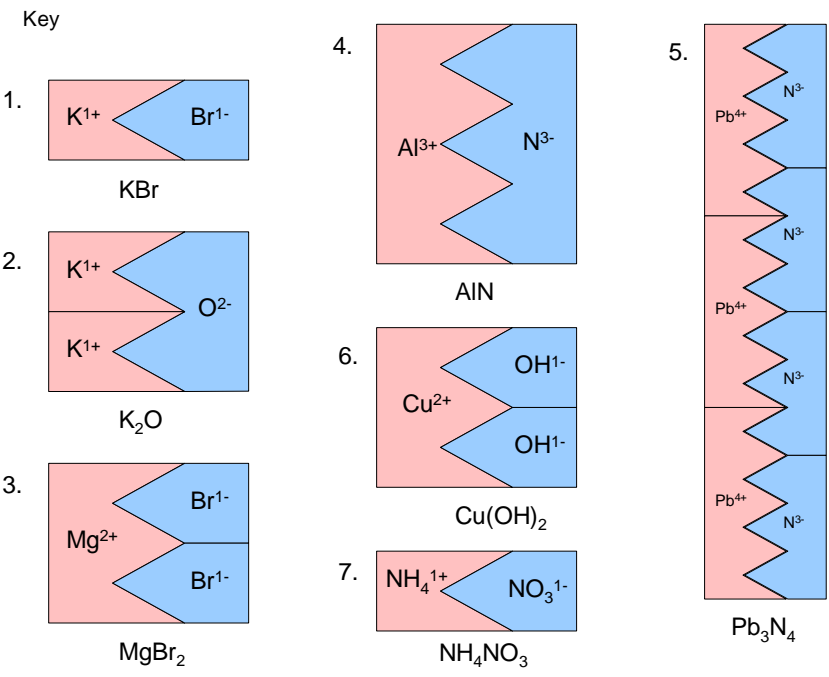 Key
1.
K¹⁺ Br¹⁻
KBr
2.
K¹⁺
O²⁻
K¹⁺
K₂O
3.
Br¹⁻
Mg²⁺
Br¹⁻
MgBr₂
4.
Al³⁺ N³⁻
AlN
6.
OH¹⁻
Cu²⁺
OH¹⁻
Cu(OH)₂
7.
NH₄¹⁺ NO₃¹⁻
NH₄NO₃
5.
N³⁻
Pb⁴⁺
N³⁻
Pb⁴⁺
N³⁻
Pb⁴⁺
N³⁻
Pb₃N₄